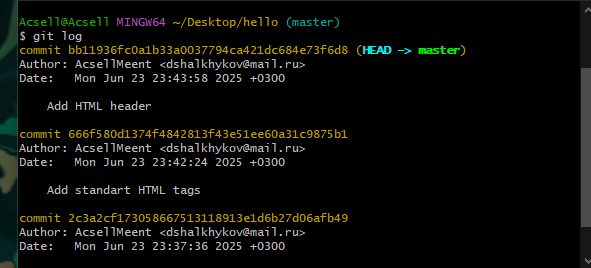 Acsell@Acsell MINGW64 ~/Desktop/hello (master)
$ git log
commit bb11936fc0a1b33a0037794ca421dc684e73f6d8 (HEAD -> master)
Author: AcsellMeent <dshalkhykov@mail.ru>
Date:   Mon Jun 23 23:43:58 2025 +0300
    Add HTML header
commit 666f580d1374f4842813f43e51ee60a31c9875b1
Author: AcsellMeent <dshalkhykov@mail.ru>
Date:   Mon Jun 23 23:42:24 2025 +0300
    Add standart HTML tags
commit 2c3a2cf173058667513118913e1d6b27d06afb49
Author: AcsellMeent <dshalkhykov@mail.ru>
Date:   Mon Jun 23 23:37:36 2025 +0300